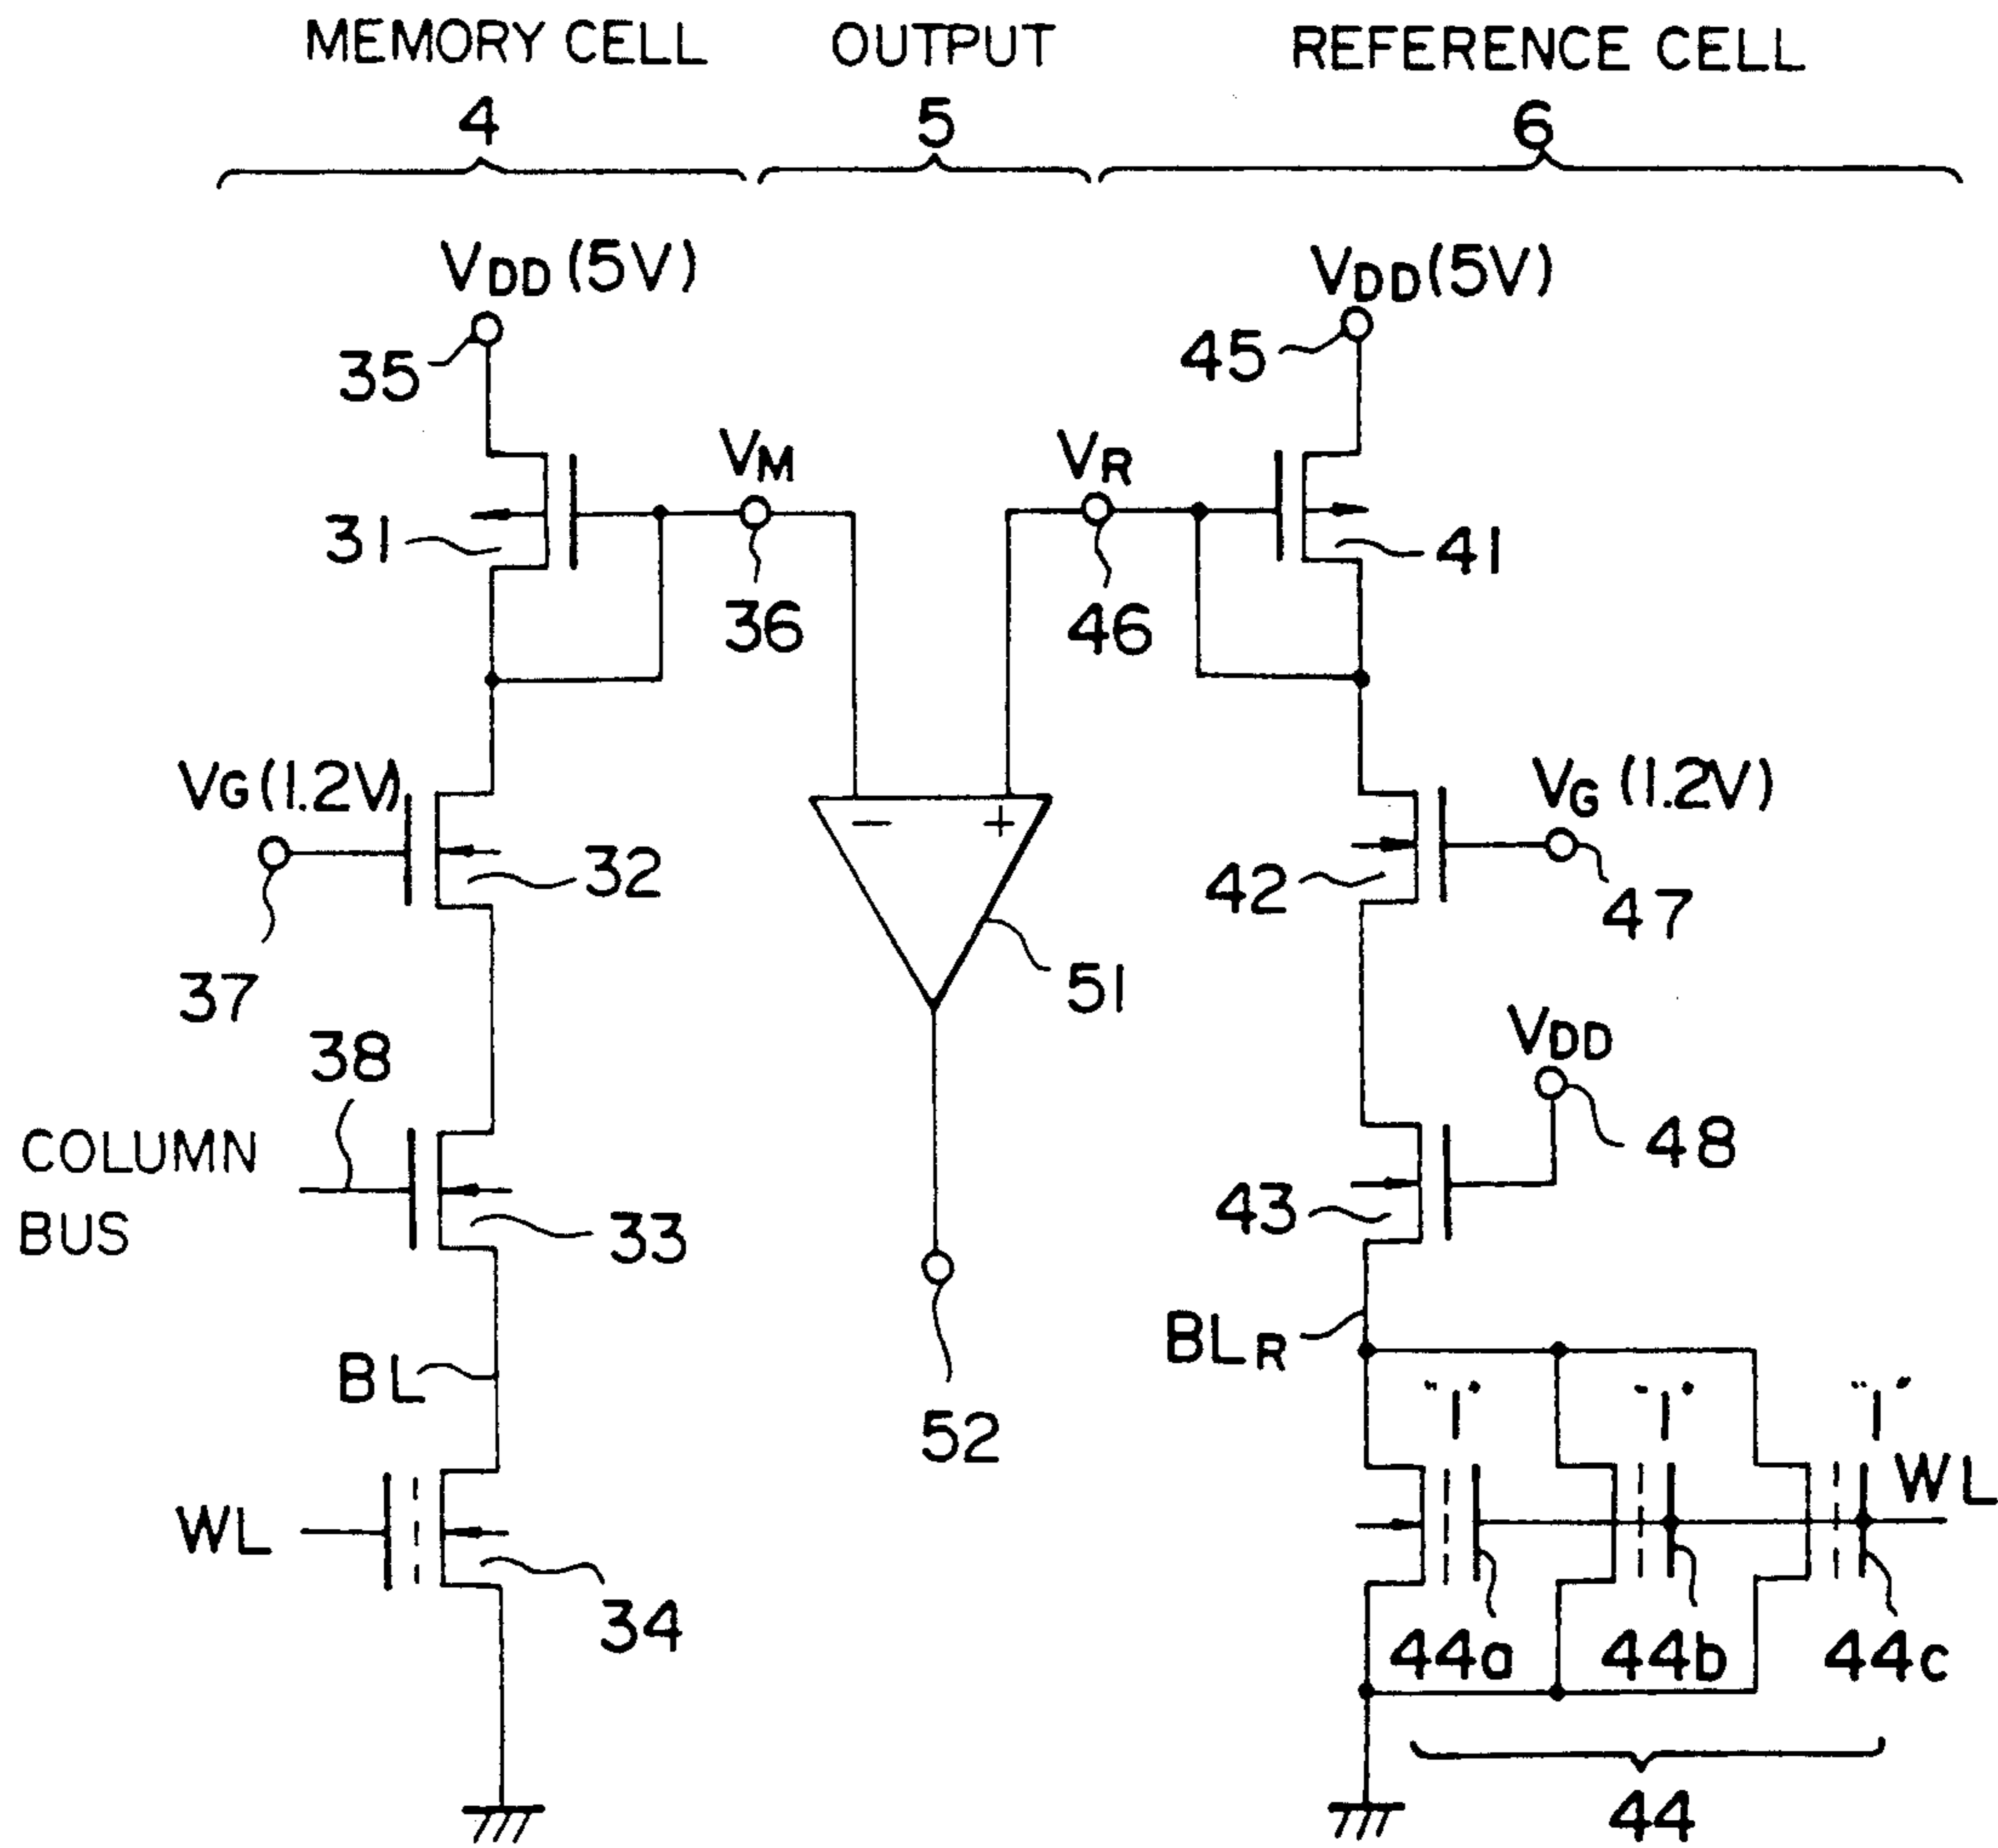 MEMORY CELL OUTPUT REFERENCE CELL
4 5 6
VDD (5V) VDD (5V)
35 45
VM VR
31 36 46 41
VG (1.2V) VG (1.2V)
- +
32 42
37 51 47
38 VDD
COLUMN
BUS
48
33 43
BL BLR
52
"1" "1" "1"
WL WL
34 44a 44b 44c
44